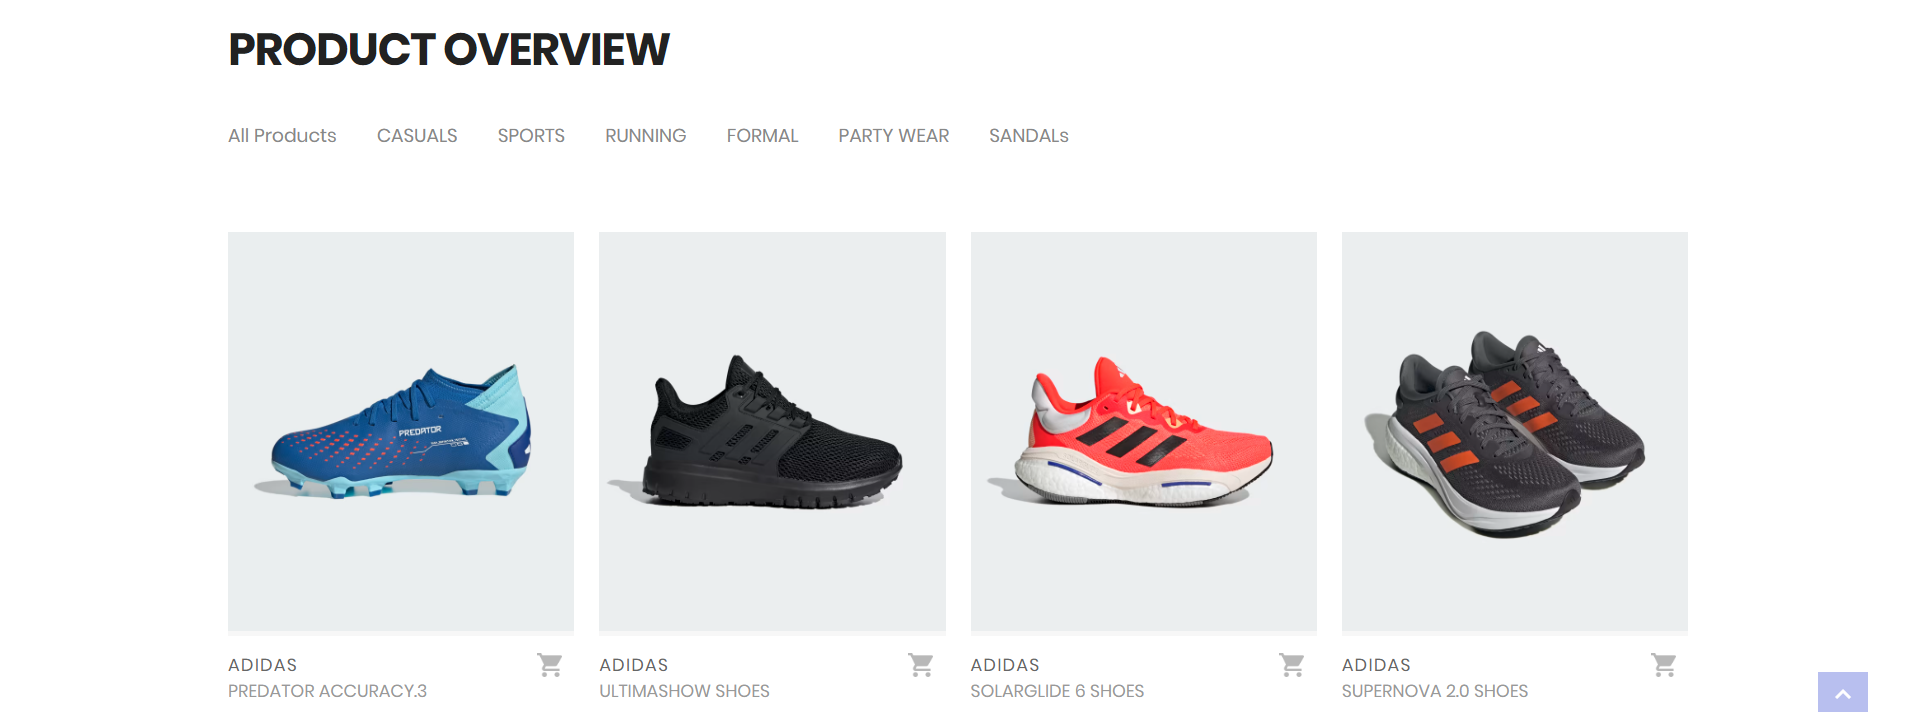 PRODUCT OVERVIEW
All Products CASUALS SPORTS RUNNING FORMAL PARTY WEAR SANDALs
PREDATOR
ADIDAS ADIDAS ADIDAS ADIDAS
PREDATOR ACCURACY.3 ULTIMASHOW SHOES SOLARGLIDE 6 SHOES SUPERNOVA 2.0 SHOES